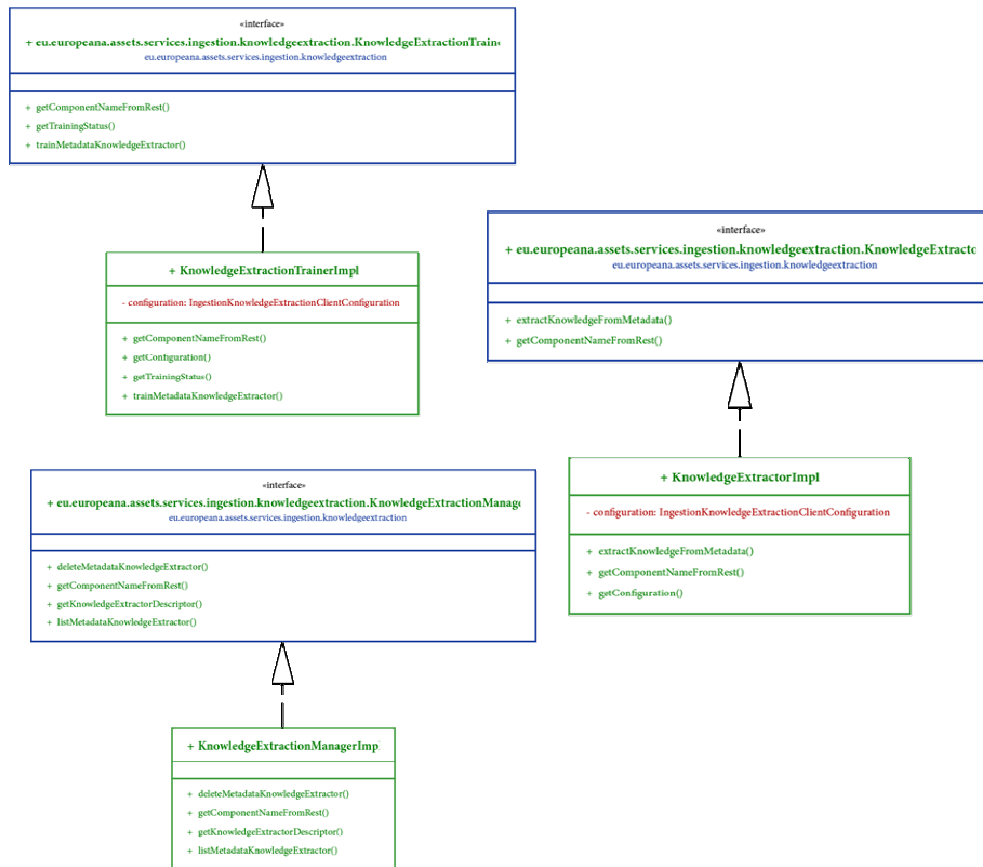 «interface»
+ eu.europeana.assets.services.ingestion.knowledgeextraction.KnowledgeExtractionTraine
eu.europeana.assets.services.ingestion.knowledgeextraction
+ getComponentNameFromRest()
+ getTrainingStatus()
+ trainMetadataKnowledgeExtractor()
+ KnowledgeExtractionTrainerImpl
- configuration: IngestionKnowledgeExtractionClientConfiguration
+ getComponentNameFromRest()
+ getConfiguration()
+ getTrainingStatus()
+ trainMetadataKnowledgeExtractor()
«interface»
+ eu.europeana.assets.services.ingestion.knowledgeextraction.KnowledgeExtracto
eu.europeana.assets.services.ingestion.knowledgeextraction
+ extractKnowledgeFromMetadata()
+ getComponentNameFromRest()
+ KnowledgeExtractorImpl
- configuration: IngestionKnowledgeExtractionClientConfiguration
+ extractKnowledgeFromMetadata()
+ getComponentNameFromRest()
+ getConfiguration()
«interface»
+ eu.europeana.assets.services.ingestion.knowledgeextraction.KnowledgeExtractionManage
eu.europeana.assets.services.ingestion.knowledgeextraction
+ deleteMetadataKnowledgeExtractor()
+ getComponentNameFromRest()
+ getKnowledgeExtractorDescriptor()
+ listMetadataKnowledgeExtractor()
+ KnowledgeExtractionManagerImpl
+ deleteMetadataKnowledgeExtractor()
+ getComponentNameFromRest()
+ getKnowledgeExtractorDescriptor()
+ listMetadataKnowledgeExtractor()